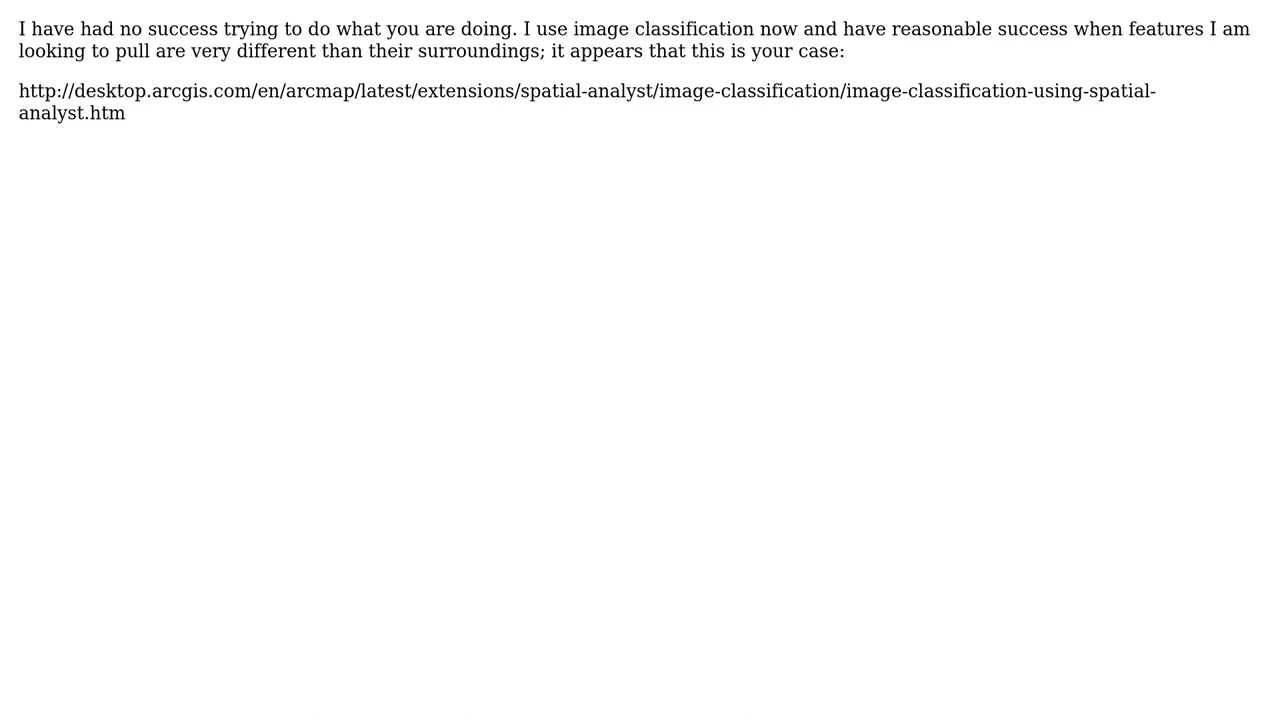 I have had no success trying to do what you are doing. I use image classification now and have reasonable success when features I am
looking to pull are very different than their surroundings; it appears that this is your case:
http://desktop.arcgis.com/en/arcmap/latest/extensions/spatial-analyst/image-classification/image-classification-using-spatial-
analyst.htm